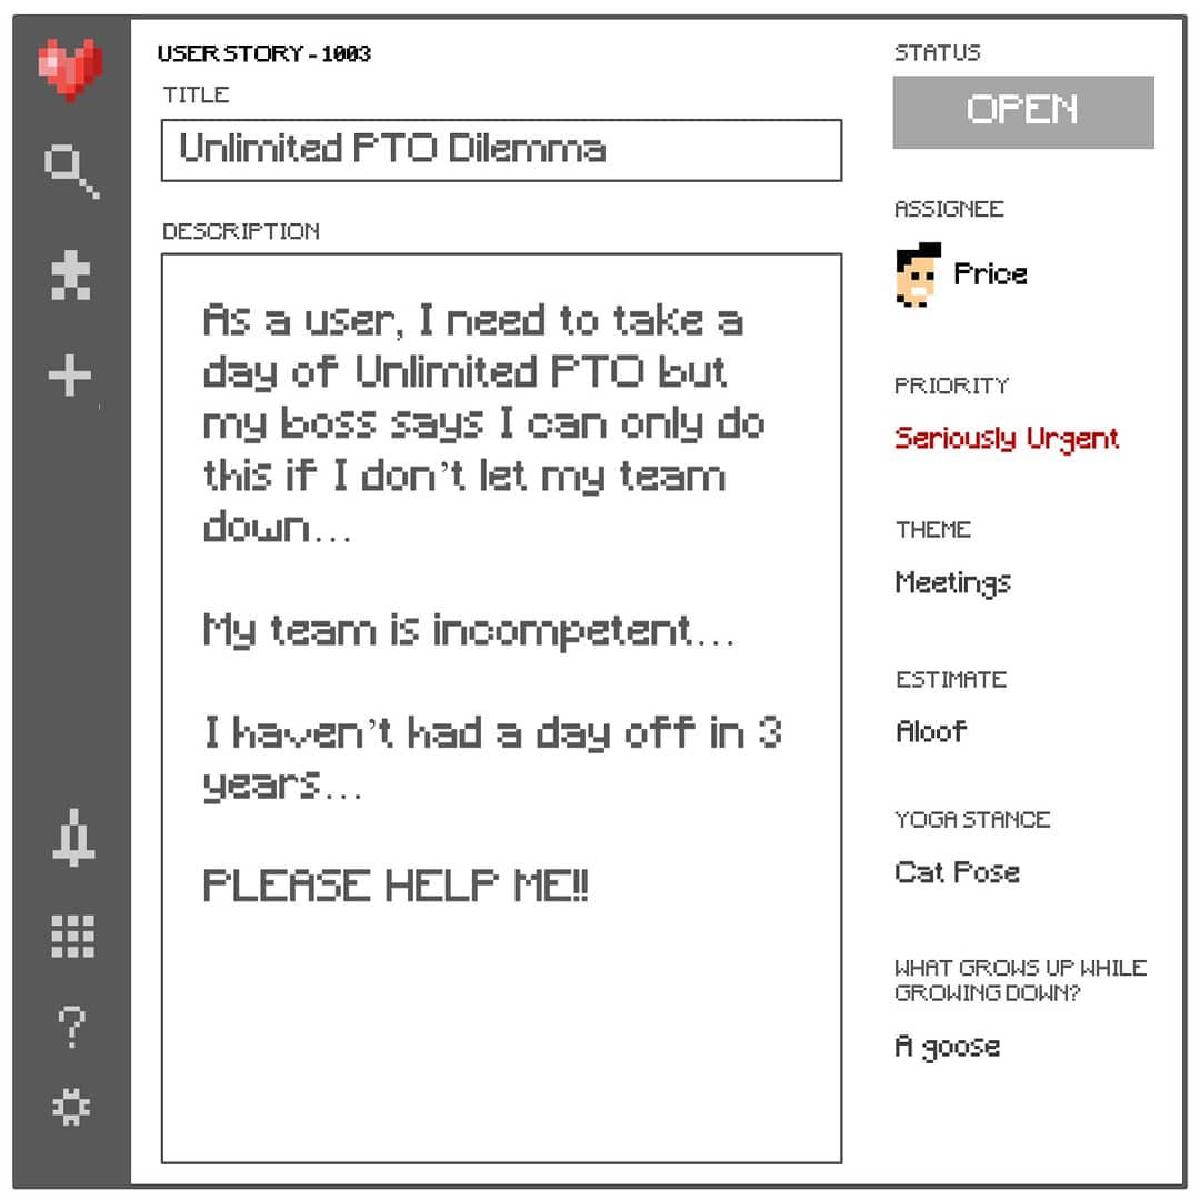 USER STORY - 1003
TITLE
Unlimited PTO Dilemma
DESCRIPTION
As a user, I need to take a
day of Unlimited PTO but
my boss says I can only do
this if I don't let my team
down...
My team is incompetent...
I haven't had a day off in 3
years...
PLEASE HELP ME!!
STATUS
OPEN
ASSIGNEE
Price
PRIORITY
Seriously Urgent
THEME
Meetings
ESTIMATE
Aloof
YOGA STANCE
Cat Pose
WHAT GROWS UP WHILE
GROWING DOWN?
A goose
?